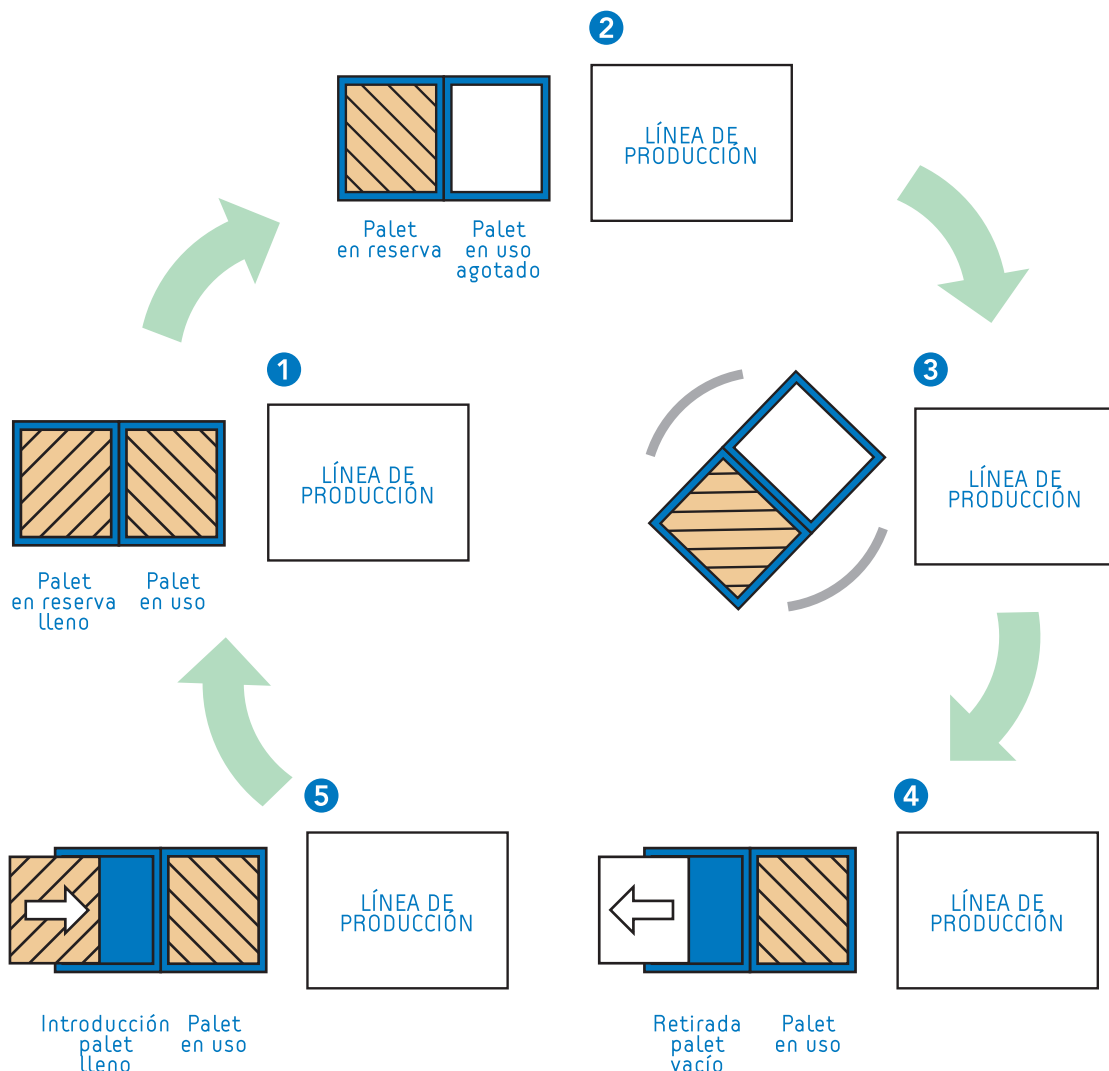 2
LÍNEA DE
PRODUCCIÓN
Palet
en reserva
Palet
en uso
agotado
1
LÍNEA DE
PRODUCCIÓN
Palet
en reserva
lleno
Palet
en uso
3
LÍNEA DE
PRODUCCIÓN
5
LÍNEA DE
PRODUCCIÓN
Introducción
palet
lleno
Palet
en uso
4
LÍNEA DE
PRODUCCIÓN
Retirada
palet
vacío
Palet
en uso